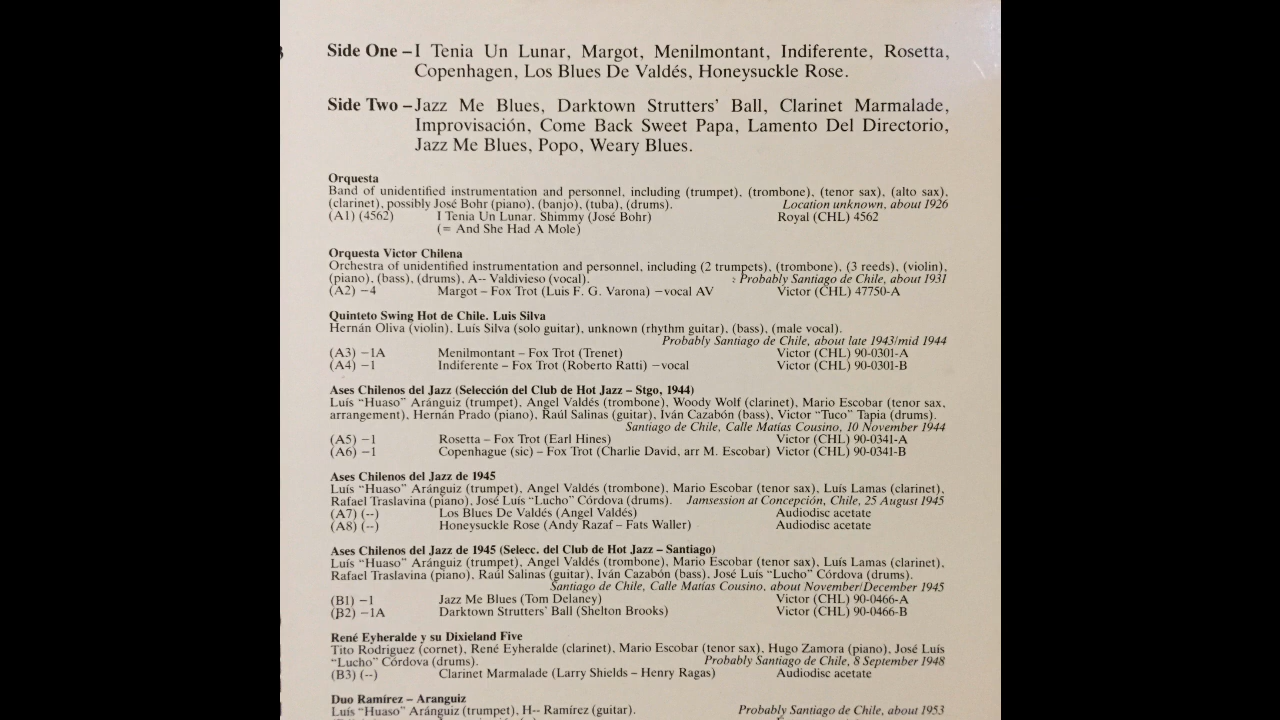 Side One – I Tenia Un Lunar, Margot, Menilmontant, Indiferente, Rosetta,
Copenhagen, Los Blues De Valdés, Honeysuckle Rose.
Side Two – Jazz Me Blues, Darktown Strutters' Ball, Clarinet Marmalade,
Improvisación, Come Back Sweet Papa, Lamento Del Directorio,
Jazz Me Blues, Popo, Weary Blues.
Orquesta
Band of unidentified instrumentation and personnel, including (trumpet), (trombone), (tenor sax), (alto sax),
(clarinet), possibly José Bohr (piano), (banjo), (tuba), (drums). Location unknown, about 1926
(A1) (4562) I Tenia Un Lunar. Shimmy (José Bohr) Royal (CHL) 4562
(= And She Had A Mole)
Orquesta Victor Chilena
Orchestra of unidentified instrumentation and personnel, including (2 trumpets), (trombone), (3 reeds), (violin),
(piano), (bass), (drums), A-- Valdivieso (vocal). : Probably Santiago de Chile, about 1931
(A2) –4 Margot – Fox Trot (Luis F. G. Varona) –vocal AV Victor (CHL) 47750-A
Quinteto Swing Hot de Chile. Luis Silva
Hernán Oliva (violin), Luís Silva (solo guitar), unknown (rhythm guitar), (bass), (male vocal).
Probably Santiago de Chile, about late 1943/mid 1944
(A3) –1A Menilmontant – Fox Trot (Trenet) Victor (CHL) 90-0301-A
(A4) –1 Indiferente – Fox Trot (Roberto Ratti) –vocal Victor (CHL) 90-0301-B
Ases Chilenos del Jazz (Selección del Club de Hot Jazz – Stgo, 1944)
Luís "Huaso" Aránguiz (trumpet), Angel Valdés (trombone), Woody Wolf (clarinet), Mario Escobar (tenor sax,
arrangement), Hernán Prado (piano), Raúl Salinas (guitar), Iván Cazabón (bass), Victor "Tuco" Tapia (drums).
Santiago de Chile, Calle Matías Cousino, 10 November 1944
(A5) –1 Rosetta – Fox Trot (Earl Hines) Victor (CHL) 90-0341-A
(A6) –1 Copenhague (sic) – Fox Trot (Charlie David, arr M. Escobar) Victor (CHL) 90-0341-B
Ases Chilenos del Jazz de 1945
Luís "Huaso" Aránguiz (trumpet), Angel Valdés (trombone), Mario Escobar (tenor sax), Luís Lamas (clarinet),
Rafael Traslavina (piano), José Luís "Lucho" Córdova (drums). Jamsession at Concepción, Chile, 25 August 1945
(A7) (--) Los Blues De Valdés (Angel Valdés) Audiodisc acetate
(A8) (--) Honeysuckle Rose (Andy Razaf – Fats Waller) Audiodisc acetate
Ases Chilenos del Jazz de 1945 (Selecc. del Club de Hot Jazz – Santiago)
Luís "Huaso" Aránguiz (trumpet), Angel Valdés (trombone), Mario Escobar (tenor sax), Luís Lamas (clarinet),
Rafael Traslavina (piano), Raúl Salinas (guitar), Iván Cazabón (bass), José Luís "Lucho" Córdova (drums).
Santiago de Chile, Calle Matías Cousino, about November/December 1945
(B1) –1 Jazz Me Blues (Tom Delaney) Victor (CHL) 90-0466-A
(B2) –1A Darktown Strutters' Ball (Shelton Brooks) Victor (CHL) 90-0466-B
René Eyheralde y su Dixieland Five
Tito Rodriguez (cornet), René Eyheralde (clarinet), Mario Escobar (tenor sax), Hugo Zamora (piano), José Luís
"Lucho" Córdova (drums). Probably Santiago de Chile, 8 September 1948
(B3) (--) Clarinet Marmalade (Larry Shields – Henry Ragas) Audiodisc acetate
Duo Ramírez – Aranguiz
Luís "Huaso" Aránguiz (trumpet), H-- Ramírez (guitar). Probably Santiago de Chile, about 1953